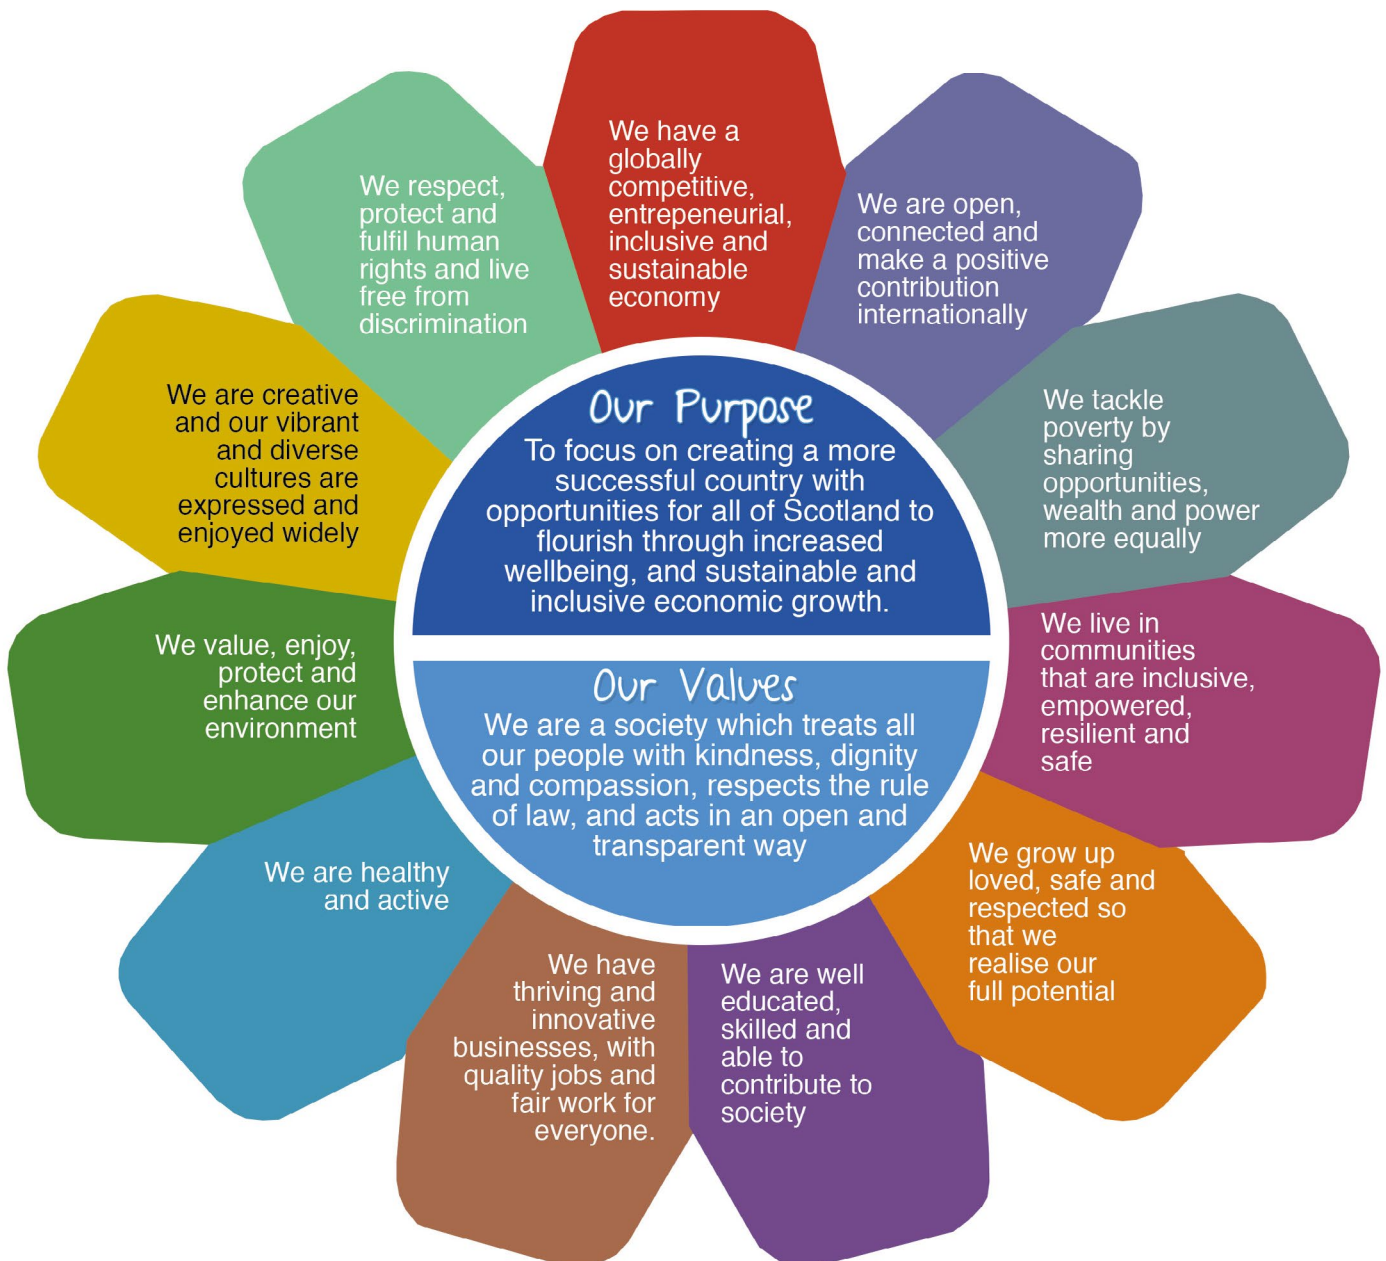 We have a
globally
competitive,
entrepeneurial,
inclusive and
sustainable
economy
We are open,
connected and
make a positive
contribution
internationally
We tackle
poverty by
sharing
opportunities,
wealth and power
more equally
We live in
communities
that are inclusive,
empowered,
resilient and
safe
We grow up
loved, safe and
respected so
that we
realise our
full potential
We are well
educated,
skilled and
able to
contribute to
society
We have
thriving and
innovative
businesses, with
quality jobs and
fair work for
everyone.
We are healthy
and active
We value, enjoy,
protect and
enhance our
environment
We are creative
and our vibrant
and diverse
cultures are
expressed and
enjoyed widely
We respect,
protect and
fulfil human
rights and live
free from
discrimination
Our Purpose
To focus on creating a more
successful country with
opportunities for all of Scotland to
flourish through increased
wellbeing, and sustainable and
inclusive economic growth.
Our Values
We are a society which treats all
our people with kindness, dignity
and compassion, respects the rule
of law, and acts in an open and
transparent way